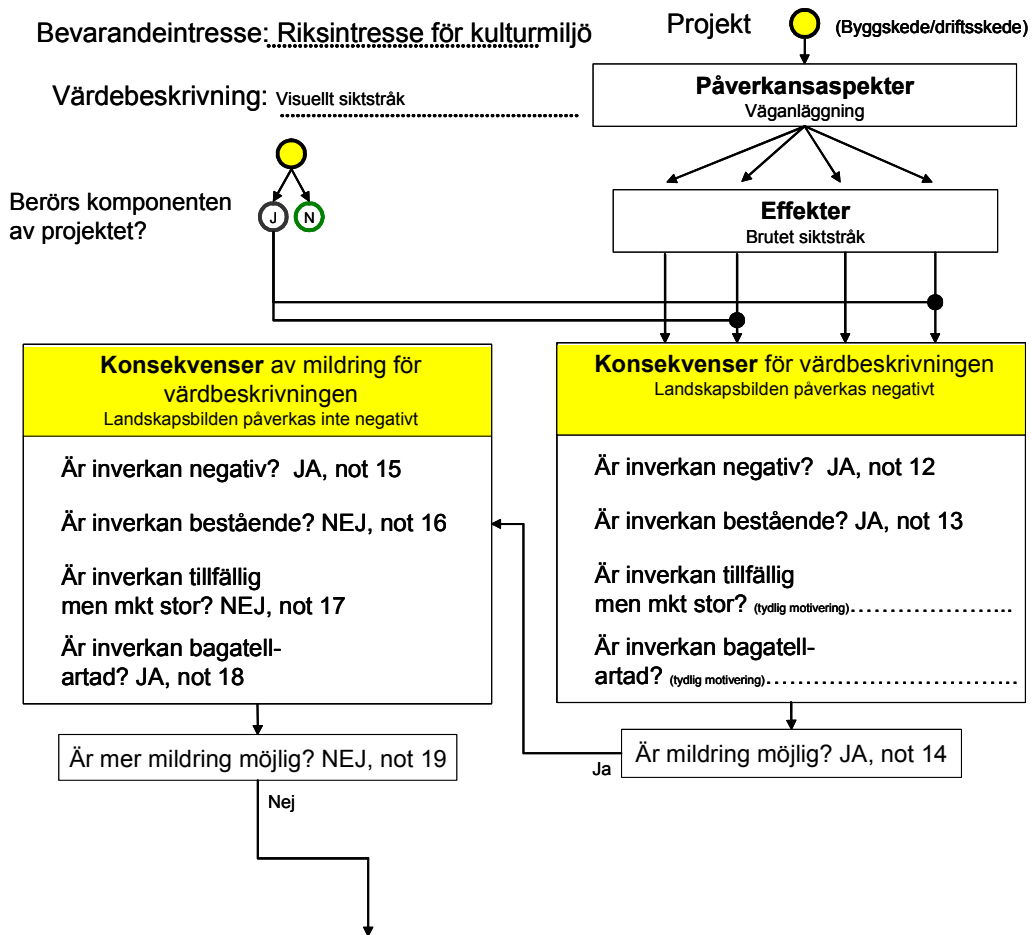 Bevarandeintresse: Riksintresse för kulturmiljö
Projekt (Byggskede/driftsskede)
Värdebeskrivning: Visuellt siktstråk
Påverkansaspekter
Väganläggning
Berörs komponenten
av projektet?
J N
Effekter
Brutet siktstråk
Konsekvenser av mildring för
värdbeskrivningen
Landskapsbilden påverkas inte negativt
Är inverkan negativ? JA, not 15
Är inverkan bestående? NEJ, not 16
Är inverkan tillfällig
men mkt stor? NEJ, not 17
Är inverkan bagatell-
artad? JA, not 18
Är mer mildring möjlig? NEJ, not 19
Nej
Konsekvenser för värdbeskrivningen
Landskapsbilden påverkas negativt
Är inverkan negativ? JA, not 12
Är inverkan bestående? JA, not 13
Är inverkan tillfällig
men mkt stor? (tydlig motivering).....................
Är inverkan bagatell-
artad? (tydlig motivering)................................
Är mildring möjlig? JA, not 14
Ja